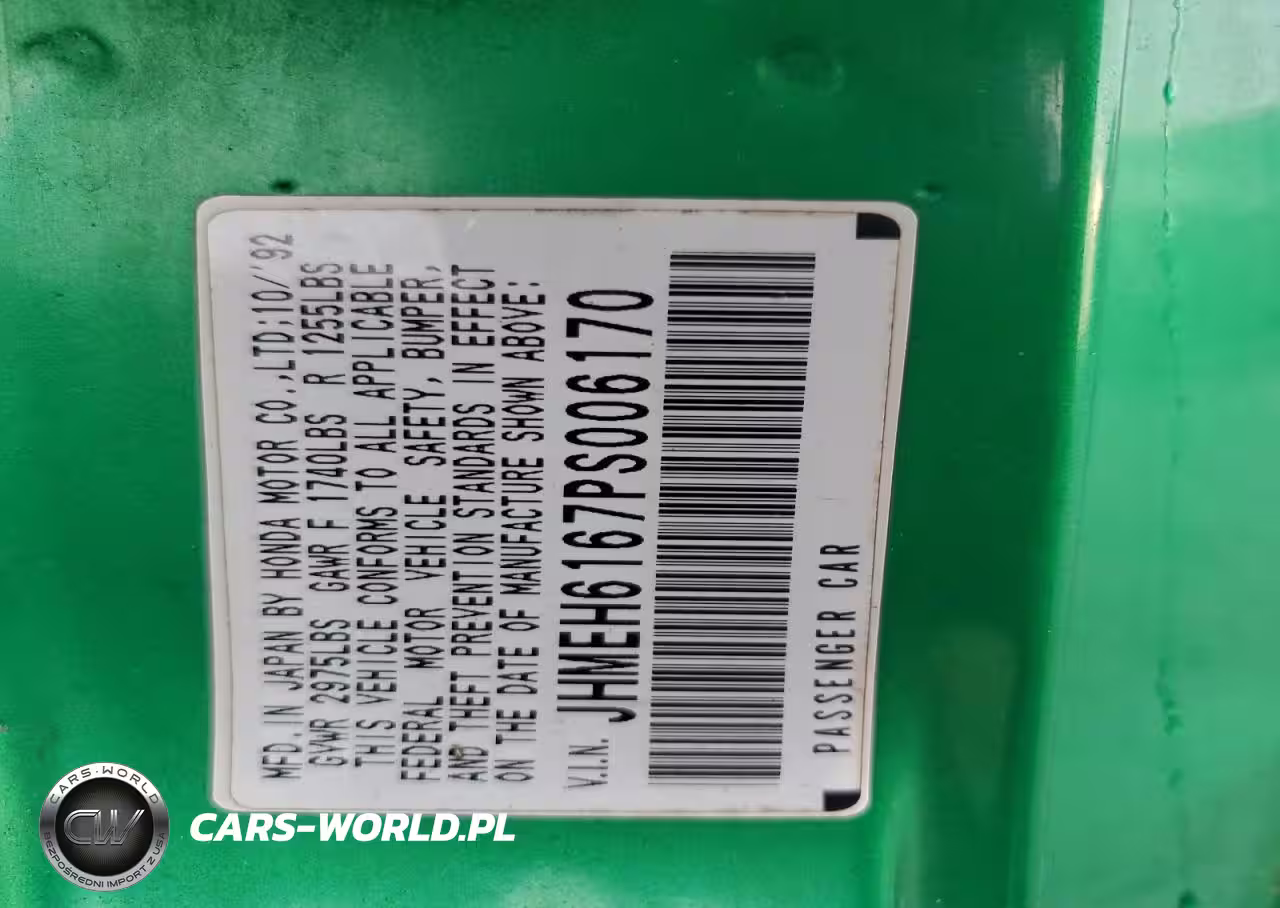 MFD. IN JAPAN BY HONDA MOTOR CO.,LTD:10/'92
GVWR 2975LBS GAWR F 1740LBS R 1255LBS
THIS VEHICLE CONFORMS TO ALL APPLICABLE
FEDERAL MOTOR VEHICLE SAFETY, BUMPER,
AND THEFT PREVENTION STANDARDS IN EFFECT
ON THE DATE OF MANUFACTURE SHOWN ABOVE:
V.I.N. JHMEH6167PS006170
PASSENGER CAR
CARS-WORLD
CW
BEZPOŚREDNI IMPORT Z USA
CARS-WORLD.PL